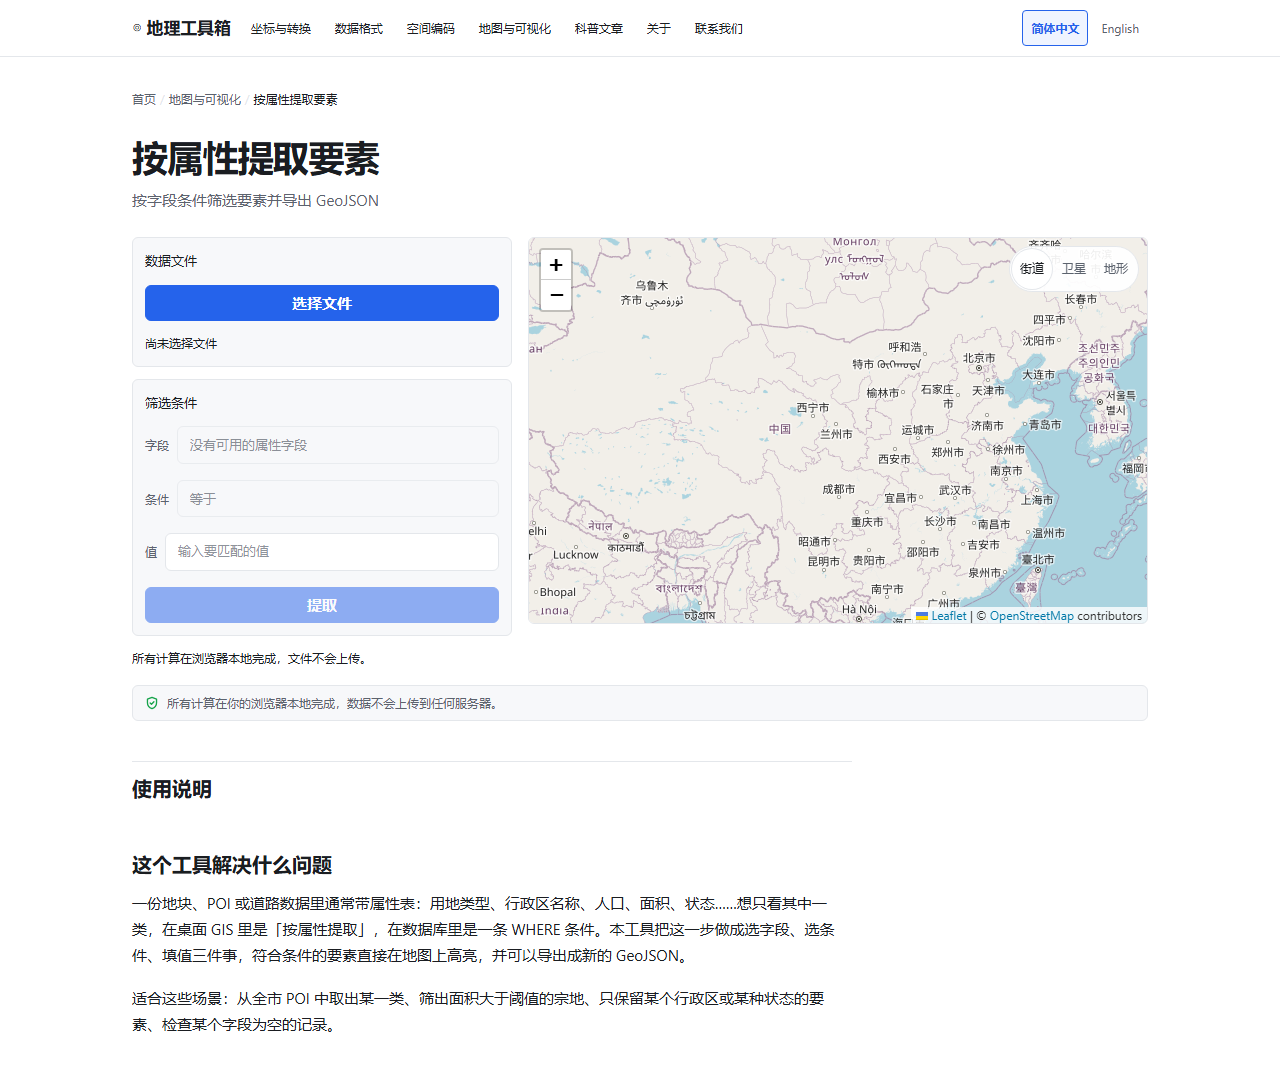 地理工具箱
坐标与转换
数据格式
空间编码
地图与可视化
科普文章
关于
联系我们
简体中文
English
首页 / 地图与可视化 / 按属性提取要素
按属性提取要素
按字段条件筛选要素并导出 GeoJSON
数据文件
选择文件
尚未选择文件
筛选条件
字段
没有可用的属性字段
条件
等于
值
输入要匹配的值
提取
+
−
街道
卫星
地形
Монгол
улс
齐齐哈
乌鲁木
齐市
长春市
四平市
沈阳市
呼和浩
特市
北京市
大连市
조선민주
주의인민
공화국
서울특
별시
대한민국
榆林市
石家庄
市
天津市
西宁市
中国
兰州市
运城市
济南市
青岛市
西安市
郑州市
徐州市
南京市
福岡
成都市
宜昌市
武汉市
上海市
重庆市
长沙市
南昌市
温州市
नेपाल
काठमाडौँ
elhi
Lucknow
昭通市
昆明市
贵阳市
邵阳市
吉安市
臺北市
泉州市
臺灣
Bhopal
India
বাংলাদেশ
চট্টগ্রাম
南宁市
广州市
Hà Nội
Leaflet | © OpenStreetMap contributors
所有计算在浏览器本地完成，文件不会上传。
所有计算在你的浏览器本地完成，数据不会上传到任何服务器。
使用说明
这个工具解决什么问题
一份地块、POI 或道路数据里通常带属性表：用地类型、行政区名称、人口、面积、状态……想只看其中一
类，在桌面 GIS 里是「按属性提取」，在数据库里是一条 WHERE 条件。本工具把这一步做成选字段、选条
件、填值三件事，符合条件的要素直接在地图上高亮，并可以导出成新的 GeoJSON。
适合这些场景：从全市 POI 中取出某一类、筛出面积大于阈值的宗地、只保留某个行政区或某种状态的要
素、检查某个字段为空的记录。